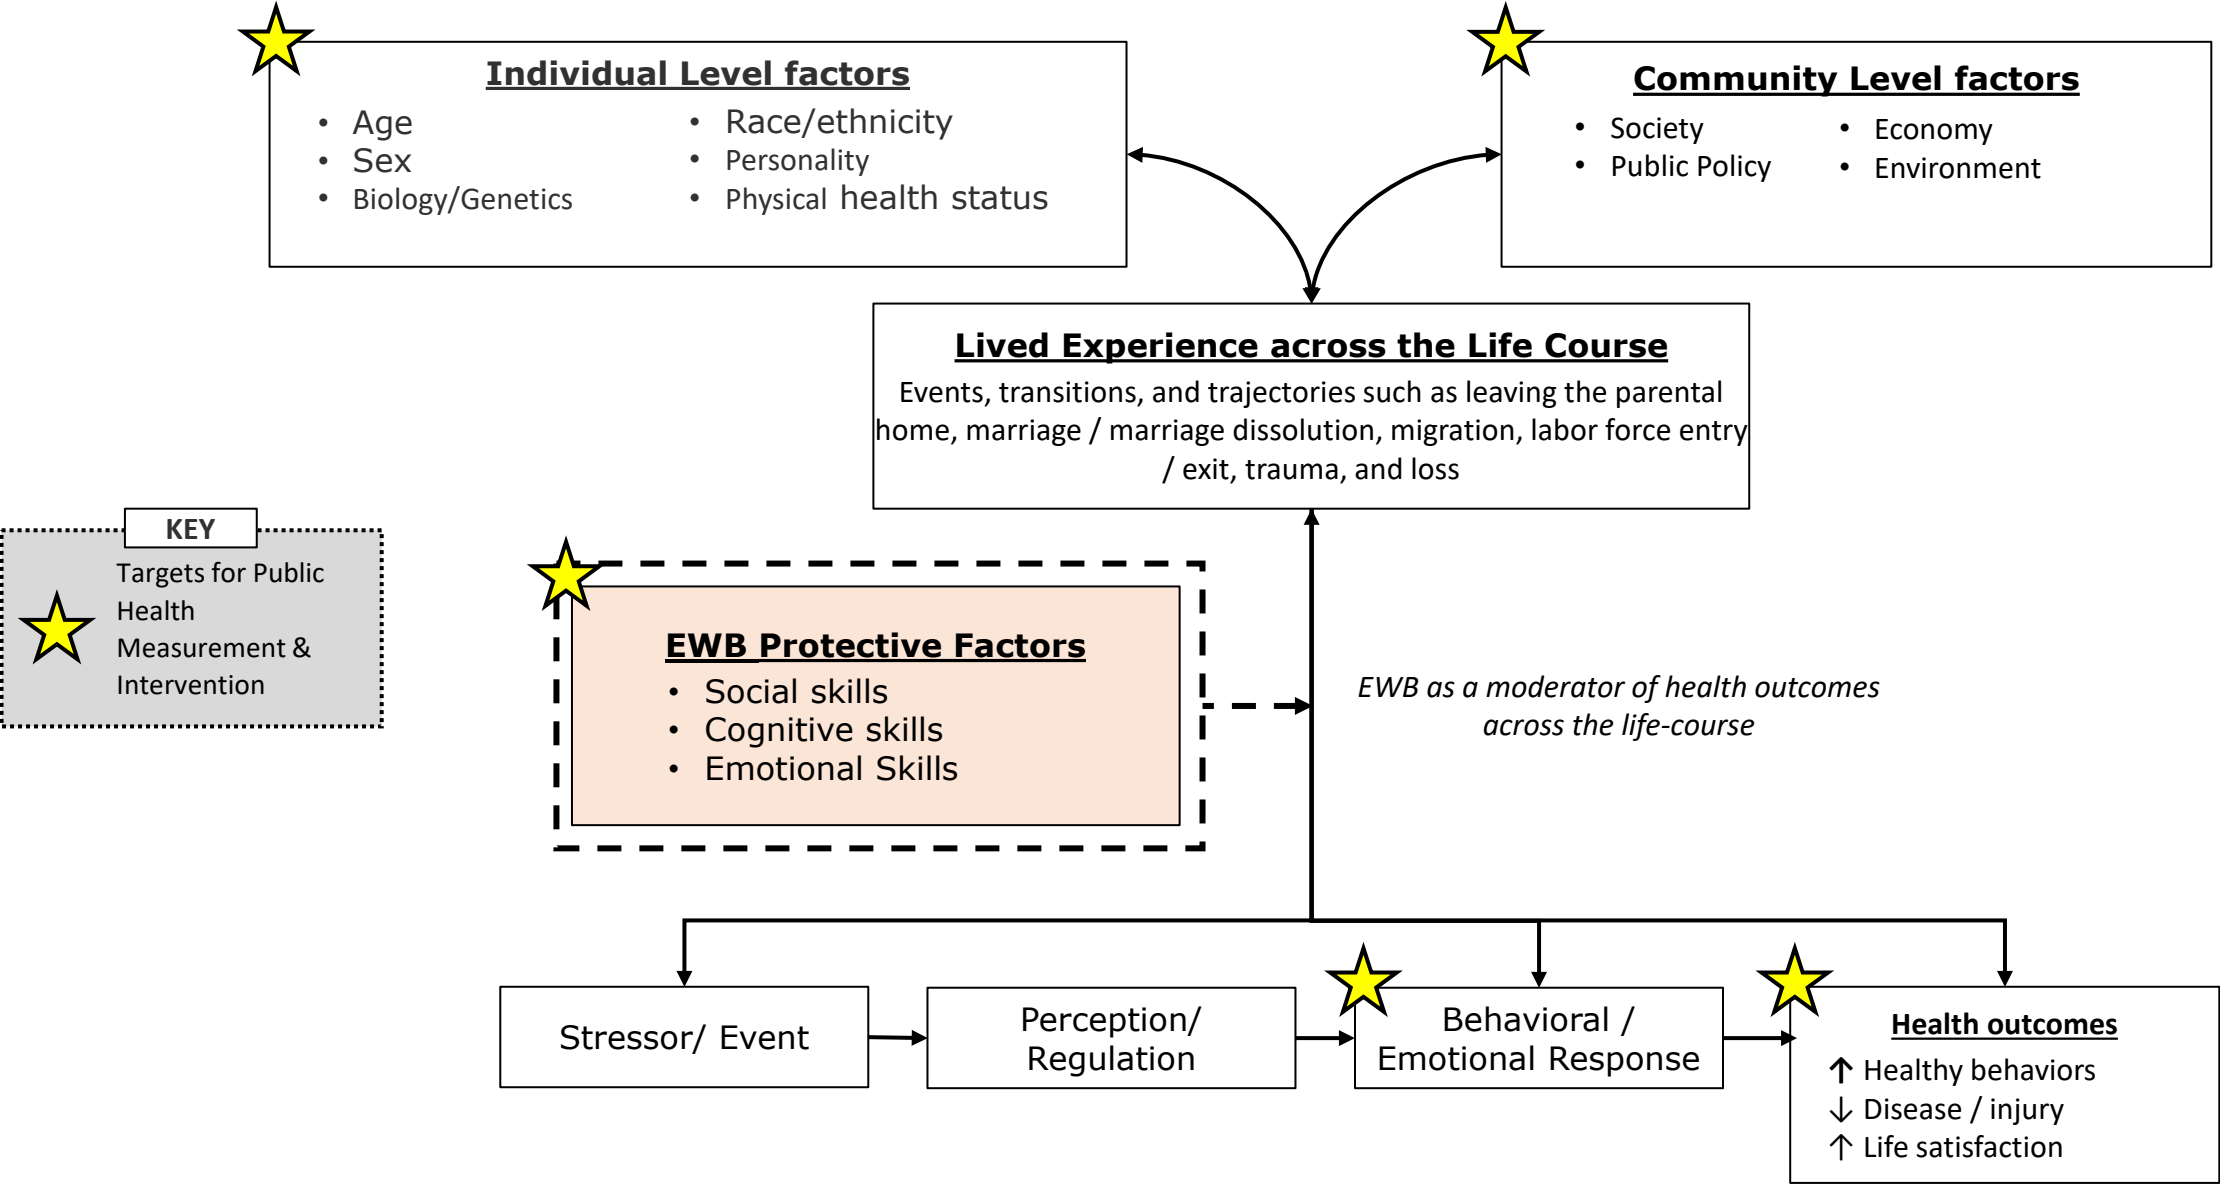 Individual Level factors
• Age
• Sex
• Biology/Genetics
• Race/ethnicity
• Personality
• Physical health status
Community Level factors
• Society
• Public Policy
• Economy
• Environment
Lived Experience across the Life Course
Events, transitions, and trajectories such as leaving the parental
home, marriage / marriage dissolution, migration, labor force entry
/ exit, trauma, and loss
KEY
Targets for Public
Health
Measurement &
Intervention
EWB Protective Factors
• Social skills
• Cognitive skills
• Emotional Skills
EWB as a moderator of health outcomes
across the life-course
Stressor/ Event
Perception/
Regulation
Behavioral /
Emotional Response
Health outcomes
↑ Healthy behaviors
↓ Disease / injury
↑ Life satisfaction